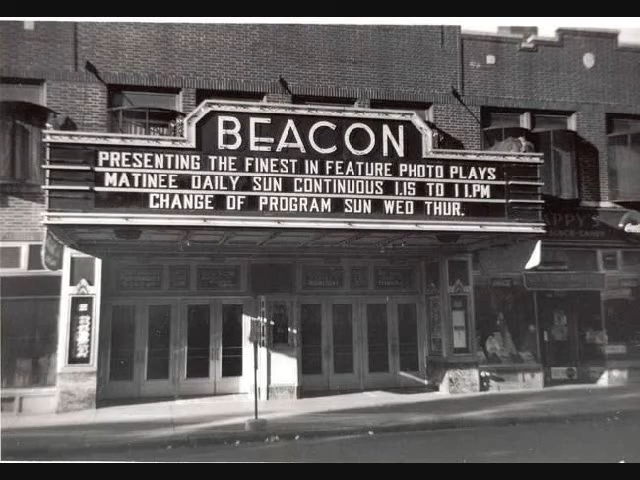 BEACON
PRESENTING THE FINEST IN FEATURE PHOTO PLAYS
MATINEE DAILY SUN CONTINUOUS 1.15 TO 11.PM
CHANGE OF PROGRAM SUN WED THUR.